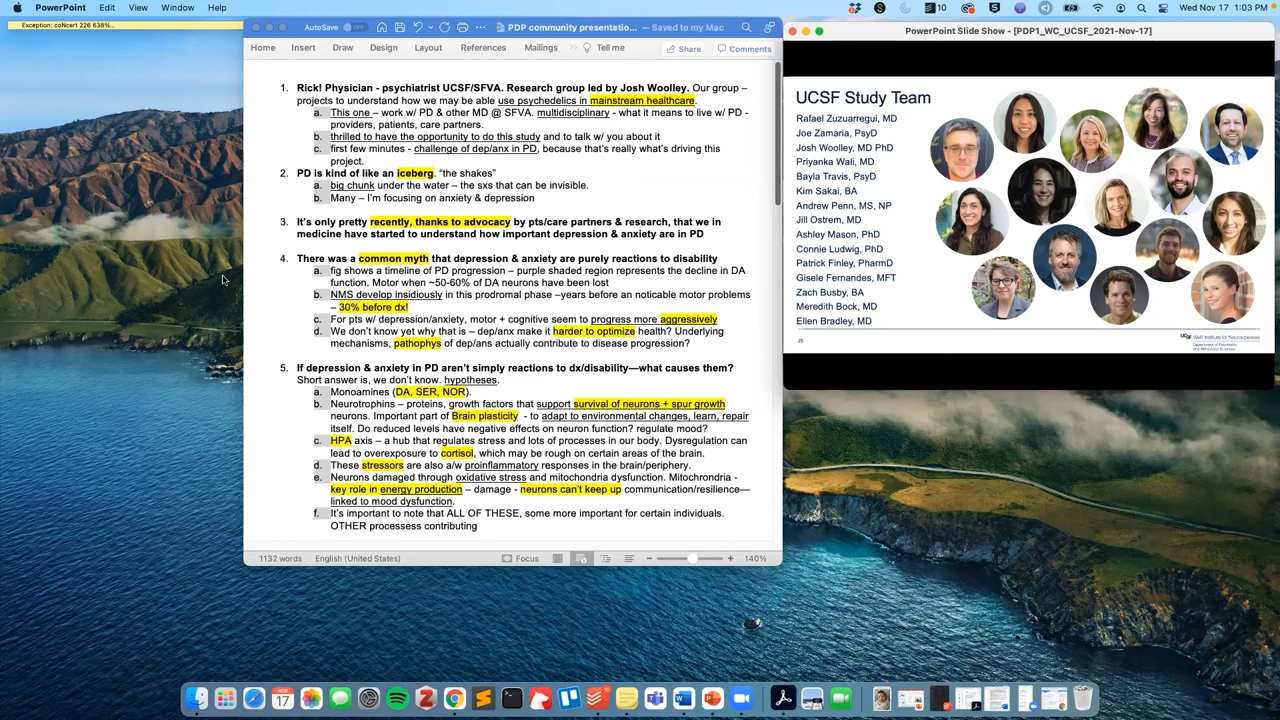 PowerPoint Edit View Window Help
10
Wed Nov 17 1:03 PM
Exception: coNcert 226 638%...
AutoSave OFF
PDP community presentatio... — Saved to my Mac
Home Insert Draw Design Layout References Mailings Tell me
Share Comments
1. Rick! Physician - psychiatrist UCSF/SFVA. Research group led by Josh Woolley. Our group –
projects to understand how we may be able use psychedelics in mainstream healthcare.
a. This one – work w/ PD & other MD @ SFVA. multidisciplinary - what it means to live w/ PD -
providers, patients, care partners.
b. thrilled to have the opportunity to do this study and to talk w/ you about it
c. first few minutes - challenge of dep/anx in PD, because that's really what's driving this
project.
2. PD is kind of like an iceberg. “the shakes”
a. big chunk under the water – the sxs that can be invisible.
b. Many – I'm focusing on anxiety & depression
3. It's only pretty recently, thanks to advocacy by pts/care partners & research, that we in
medicine have started to understand how important depression & anxiety are in PD
4. There was a common myth that depression & anxiety are purely reactions to disability
a. fig shows a timeline of PD progression – purple shaded region represents the decline in DA
function. Motor when ~50-60% of DA neurons have been lost
b. NMS develop insidiously in this prodromal phase –years before an noticable motor problems
– 30% before dx!
c. For pts w/ depression/anxiety, motor + cognitive seem to progress more aggressively
d. We don't know yet why that is – dep/anx make it harder to optimize health? Underlying
mechanisms, pathophys of dep/ans actually contribute to disease progression?
5. If depression & anxiety in PD aren't simply reactions to dx/disability—what causes them?
Short answer is, we don't know. hypotheses.
a. Monoamines (DA, SER, NOR).
b. Neurotrophins – proteins, growth factors that support survival of neurons + spur growth
neurons. Important part of Brain plasticity - to adapt to environmental changes, learn, repair
itself. Do reduced levels have negative effects on neuron function? regulate mood?
c. HPA axis – a hub that regulates stress and lots of processes in our body. Dysregulation can
lead to overexposure to cortisol, which may be rough on certain areas of the brain.
d. These stressors are also a/w proinflammatory responses in the brain/periphery.
e. Neurons damaged through oxidative stress and mitochondria dysfunction. Mitochrondria -
key role in energy production – damage - neurons can't keep up communication/resilience—
linked to mood dysfunction.
f. It's important to note that ALL OF THESE, some more important for certain individuals.
OTHER processess contributing
1132 words English (United States) Focus 140%
PowerPoint Slide Show - [PDP1_WC_UCSF_2021-Nov-17]
UCSF Study Team
Rafael Zuzuarregui, MD
Joe Zamaria, PsyD
Josh Woolley, MD PhD
Priyanka Wali, MD
Bayla Travis, PsyD
Kim Sakai, BA
Andrew Penn, MS, NP
Jill Ostrem, MD
Ashley Mason, PhD
Connie Ludwig, PhD
Patrick Finley, PharmD
Gisele Fernandes, MFT
Zach Busby, BA
Meredith Bock, MD
Ellen Bradley, MD
UCSF Weill Institute for Neurosciences
Department of Psychiatry
and Behavioral Sciences
NOV
17